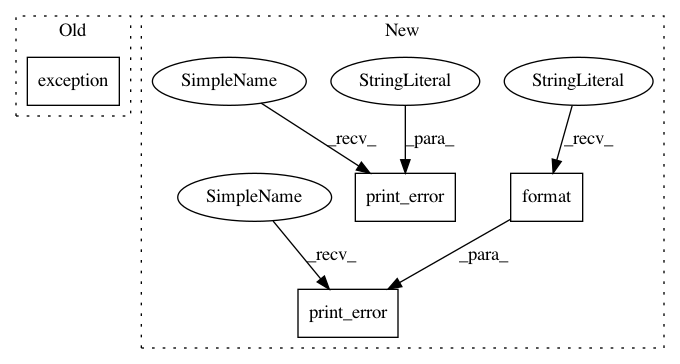 Old
New
exception
SimpleName
StringLiteral
StringLiteral
_recv_
_para_
_recv_
SimpleName
print_error
format
_recv_
_para_
print_error